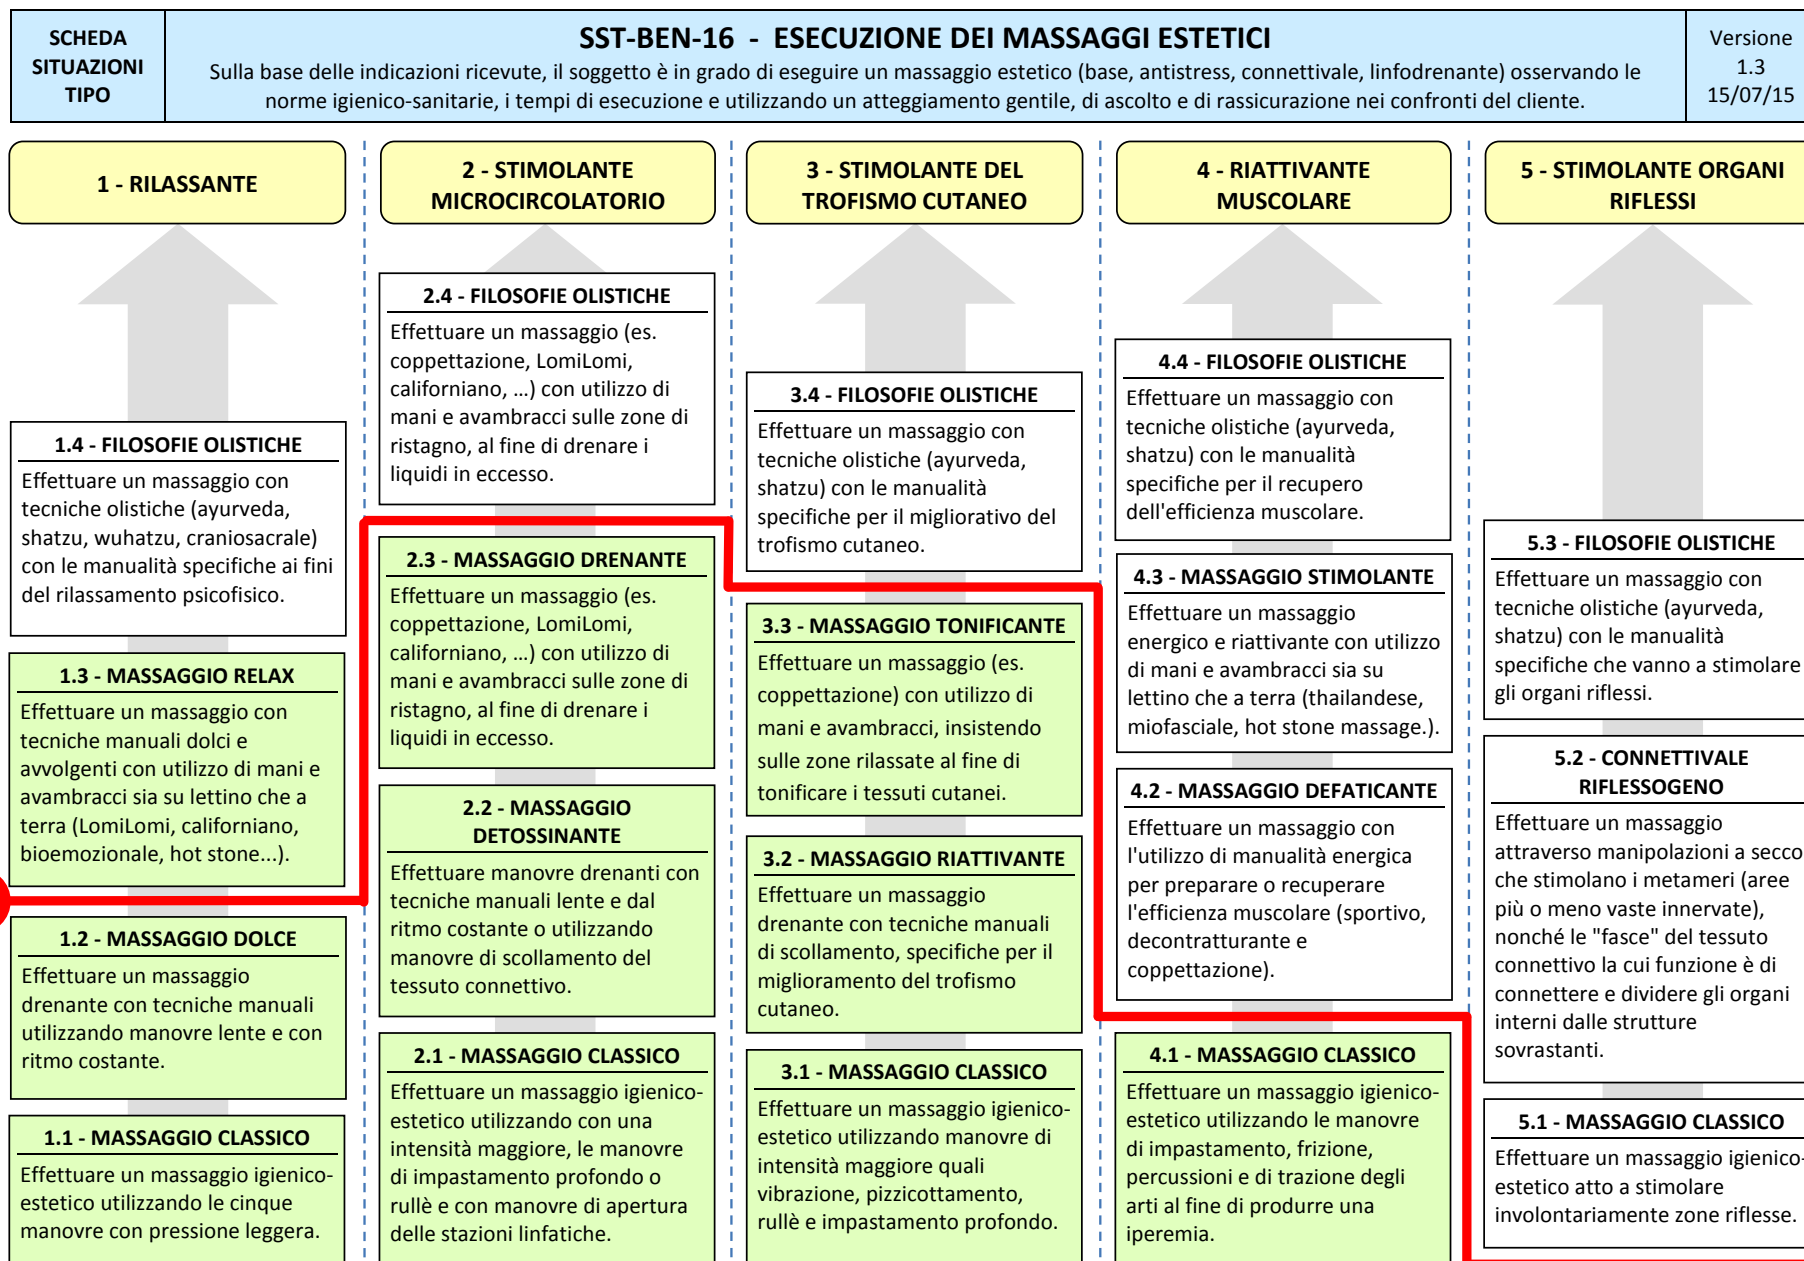 SCHEDA
SITUAZIONI
TIPO
SST-BEN-16 - ESECUZIONE DEI MASSAGGI ESTETICI
Sulla base delle indicazioni ricevute, il soggetto è in grado di eseguire un massaggio estetico (base, antistress, connettivale, linfodrenante) osservando le
norme igienico-sanitarie, i tempi di esecuzione e utilizzando un atteggiamento gentile, di ascolto e di rassicurazione nei confronti del cliente.
Versione
1.3
15/07/15
1 - RILASSANTE
1.4 - FILOSOFIE OLISTICHE
Effettuare un massaggio con
tecniche olistiche (ayurveda,
shatzu, wuhatzu, craniosacrale)
con le manualità specifiche ai fini
del rilassamento psicofisico.
1.3 - MASSAGGIO RELAX
Effettuare un massaggio con
tecniche manuali dolci e
avvolgenti con utilizzo di mani e
avambracci sia su lettino che a
terra (LomiLomi, californiano,
bioemozionale, hot stone...).
1.2 - MASSAGGIO DOLCE
Effettuare un massaggio
drenante con tecniche manuali
utilizzando manovre lente e con
ritmo costante.
1.1 - MASSAGGIO CLASSICO
Effettuare un massaggio igienico-
estetico utilizzando le cinque
manovre con pressione leggera.
2 - STIMOLANTE
MICROCIRCOLATORIO
2.4 - FILOSOFIE OLISTICHE
Effettuare un massaggio (es.
coppettazione, LomiLomi,
californiano, ...) con utilizzo di
mani e avambracci sulle zone di
ristagno, al fine di drenare i
liquidi in eccesso.
2.3 - MASSAGGIO DRENANTE
Effettuare un massaggio (es.
coppettazione, LomiLomi,
californiano, ...) con utilizzo di
mani e avambracci sulle zone di
ristagno, al fine di drenare i
liquidi in eccesso.
2.2 - MASSAGGIO
DETOSSINANTE
Effettuare manovre drenanti con
tecniche manuali lente e dal
ritmo costante o utilizzando
manovre di scollamento del
tessuto connettivo.
2.1 - MASSAGGIO CLASSICO
Effettuare un massaggio igienico-
estetico utilizzando con una
intensità maggiore, le manovre
di impastamento profondo o
rullè e con manovre di apertura
delle stazioni linfatiche.
3 - STIMOLANTE DEL
TROFISMO CUTANEO
3.4 - FILOSOFIE OLISTICHE
Effettuare un massaggio con
tecniche olistiche (ayurveda,
shatzu) con le manualità
specifiche per il migliorativo del
trofismo cutaneo.
3.3 - MASSAGGIO TONIFICANTE
Effettuare un massaggio (es.
coppettazione) con utilizzo di
mani e avambracci, insistendo
sulle zone rilassate al fine di
tonificare i tessuti cutanei.
3.2 - MASSAGGIO RIATTIVANTE
Effettuare un massaggio
drenante con tecniche manuali
di scollamento, specifiche per il
miglioramento del trofismo
cutaneo.
3.1 - MASSAGGIO CLASSICO
Effettuare un massaggio igienico-
estetico utilizzando manovre di
intensità maggiore quali
vibrazione, pizzicottamento,
rullè e impastamento profondo.
4 - RIATTIVANTE
MUSCOLARE
4.4 - FILOSOFIE OLISTICHE
Effettuare un massaggio con
tecniche olistiche (ayurveda,
shatzu) con le manualità
specifiche per il recupero
dell'efficienza muscolare.
4.3 - MASSAGGIO STIMOLANTE
Effettuare un massaggio
energico e riattivante con utilizzo
di mani e avambracci sia su
lettino che a terra (thailandese,
miofasciale, hot stone massage.).
4.2 - MASSAGGIO DEFATICANTE
Effettuare un massaggio con
l'utilizzo di manualità energica
per preparare o recuperare
l'efficienza muscolare (sportivo,
decontratturante e
coppettazione).
4.1 - MASSAGGIO CLASSICO
Effettuare un massaggio igienico-
estetico utilizzando le manovre
di impastamento, frizione,
percussioni e di trazione degli
arti al fine di produrre una
iperemia.
5 - STIMOLANTE ORGANI
RIFLESSI
5.3 - FILOSOFIE OLISTICHE
Effettuare un massaggio con
tecniche olistiche (ayurveda,
shatzu) con le manualità
specifiche che vanno a stimolare
gli organi riflessi.
5.2 - CONNETTIVALE
RIFLESSOGENO
Effettuare un massaggio
attraverso manipolazioni a secco
che stimolano i metameri (aree
più o meno vaste innervate),
nonché le "fasce" del tessuto
connettivo la cui funzione è di
connettere e dividere gli organi
interni dalle strutture
sovrastanti.
5.1 - MASSAGGIO CLASSICO
Effettuare un massaggio igienico-
estetico atto a stimolare
involontariamente zone riflesse.